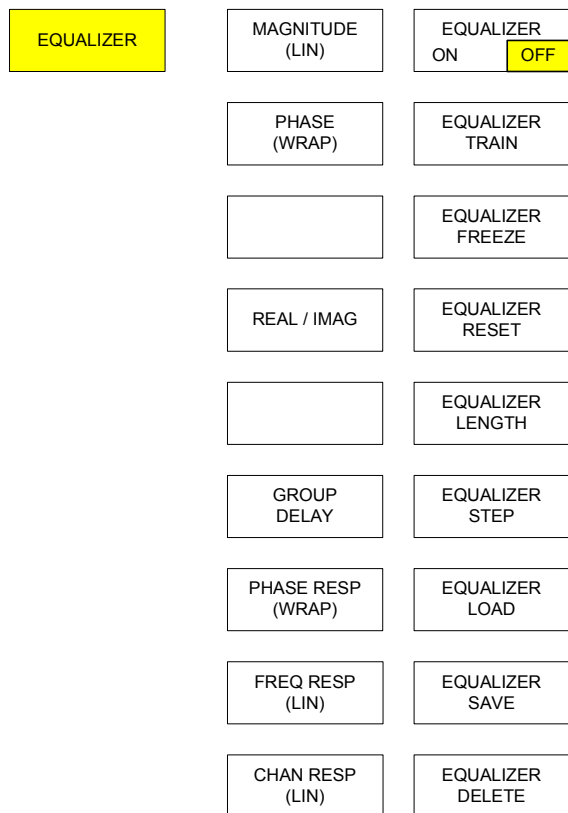 EQUALIZER
MAGNITUDE
(LIN)
EQUALIZER
ON OFF
PHASE
(WRAP)
EQUALIZER
TRAIN
EQUALIZER
FREEZE
REAL / IMAG
EQUALIZER
RESET
EQUALIZER
LENGTH
GROUP
DELAY
EQUALIZER
STEP
PHASE RESP
(WRAP)
EQUALIZER
LOAD
FREQ RESP
(LIN)
EQUALIZER
SAVE
CHAN RESP
(LIN)
EQUALIZER
DELETE